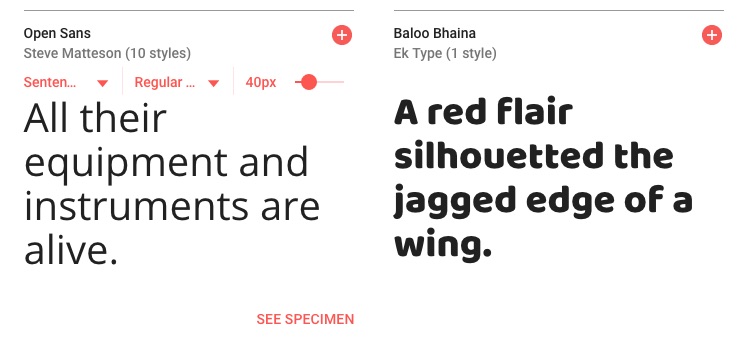 Open Sans
Steve Matteson (10 styles)
Senten...
Regular ...
40px
All their
equipment and
instruments are
alive.
SEE SPECIMEN
Baloo Bhaina
Ek Type (1 style)
A red flair
silhouetted the
jagged edge of a
wing.